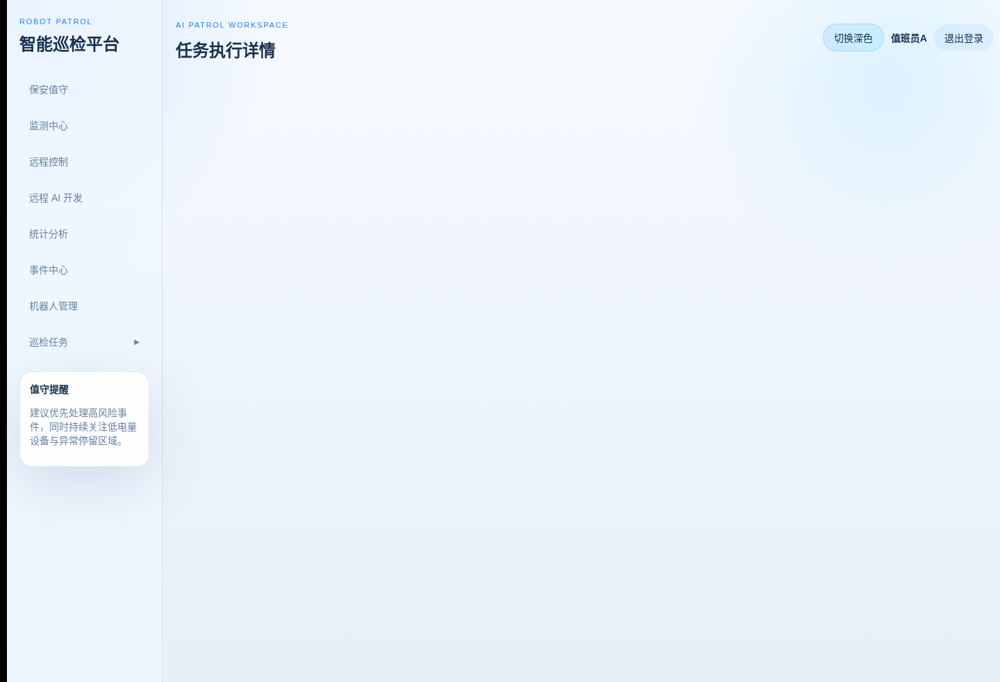 ROBOT PATROL
智能巡检平台
保安值守
监测中心
远程控制
远程 AI 开发
统计分析
事件中心
机器人管理
巡检任务 ▸
值守提醒
建议优先处理高风险事
件，同时持续关注低电量
设备与异常停留区域。
AI PATROL WORKSPACE
任务执行详情
切换深色 值班员A 退出登录